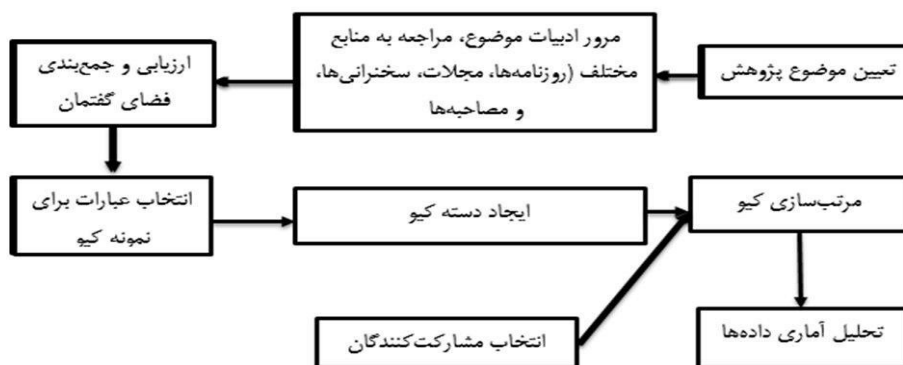 تعیین موضوع پژوهش
مرور ادبیات موضوع، مراجعه به منابع
مختلف (روزنامه‌ها، مجلات، سخنرانی‌ها،
و مصاحبه‌ها
ارزیابی و جمع‌بندی
فضای گفتمان
انتخاب عبارات برای
نمونه کیو
ایجاد دسته کیو
مرتب‌سازی کیو
انتخاب مشارکت‌کنندگان
تحلیل آماری داده‌ها